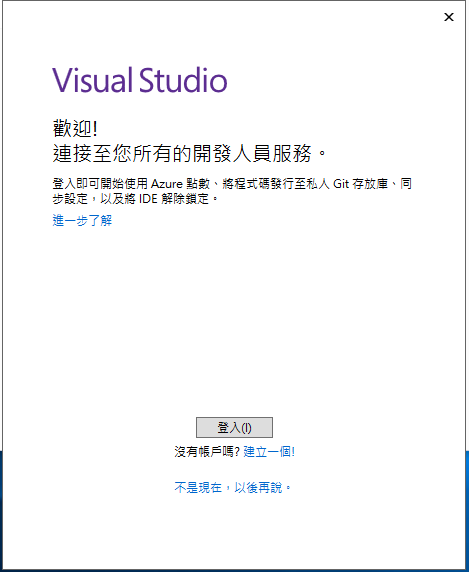 Visual Studio
歡迎!
連接至您所有的開發人員服務。
登入即可開始使用 Azure 點數、將程式碼發行至私人 Git 存放庫、同
步設定，以及將 IDE 解除鎖定。
進一步了解
登入(I)
沒有帳戶嗎? 建立一個!
不是現在，以後再說。